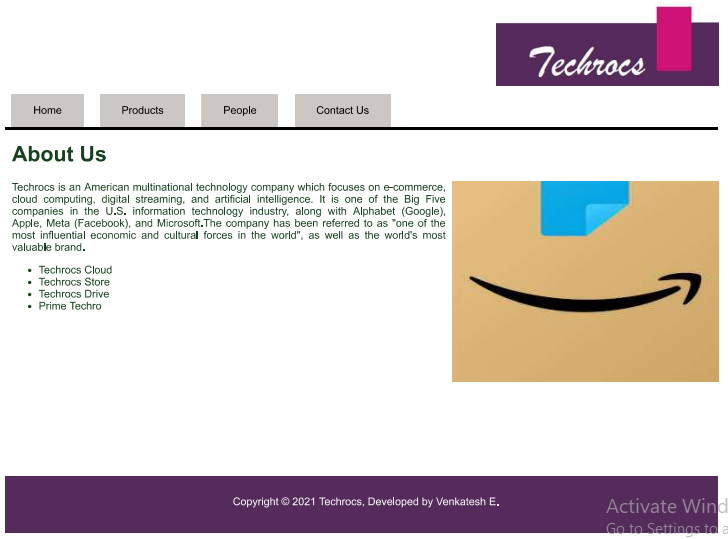 Techrocs
Home
Products
People
Contact Us
About Us
Techrocs is an American multinational technology company which focuses on e-commerce,
cloud computing, digital streaming, and artificial intelligence. It is one of the Big Five
companies in the U.S. information technology industry, along with Alphabet (Google),
Apple, Meta (Facebook), and Microsoft.The company has been referred to as "one of the
most influential economic and cultural forces in the world", as well as the world's most
valuable brand.
• Techrocs Cloud
• Techrocs Store
• Techrocs Drive
• Prime Techro
Copyright © 2021 Techrocs, Developed by Venkatesh E.
Activate Wind
Go to Settings to a